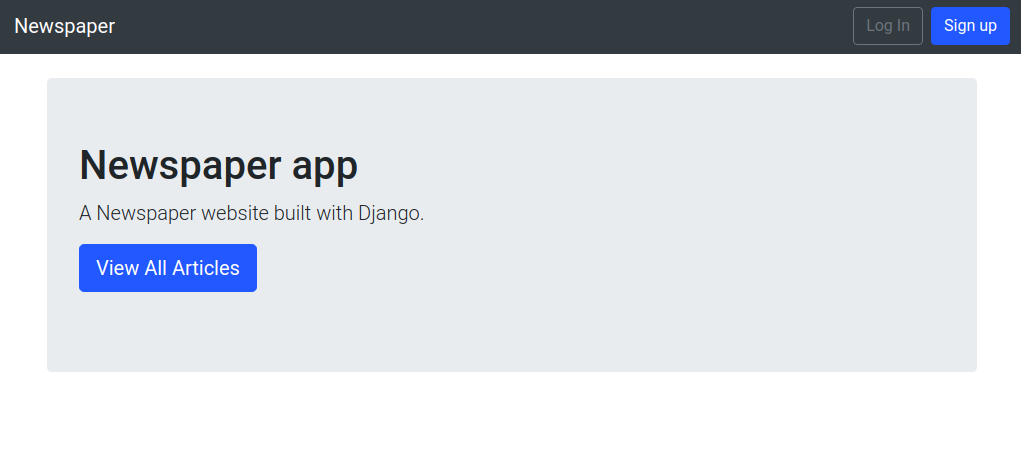 Newspaper
Log In
Sign up
Newspaper app
A Newspaper website built with Django.
View All Articles